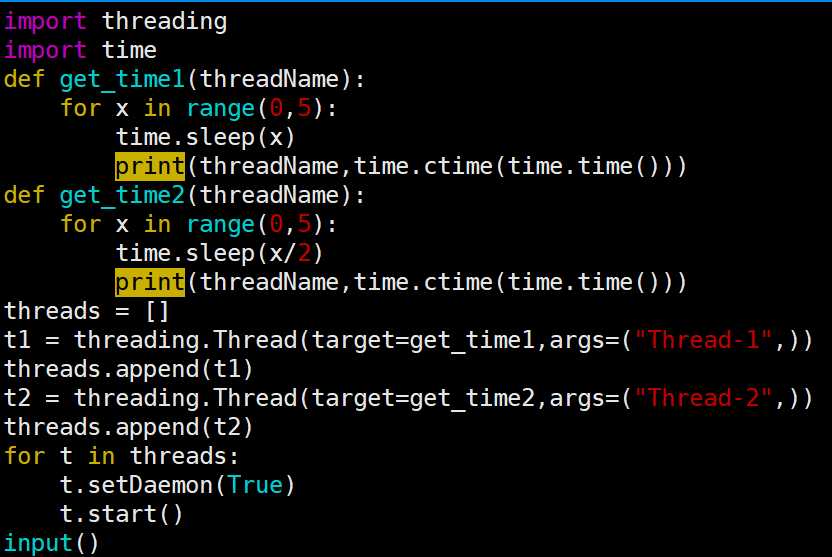 import threading
import time
def get_time1(threadName):
    for x in range(0,5):
        time.sleep(x)
        print(threadName,time.ctime(time.time()))
def get_time2(threadName):
    for x in range(0,5):
        time.sleep(x/2)
        print(threadName,time.ctime(time.time()))
threads = []
t1 = threading.Thread(target=get_time1,args=("Thread-1",))
threads.append(t1)
t2 = threading.Thread(target=get_time2,args=("Thread-2",))
threads.append(t2)
for t in threads:
    t.setDaemon(True)
    t.start()
input()